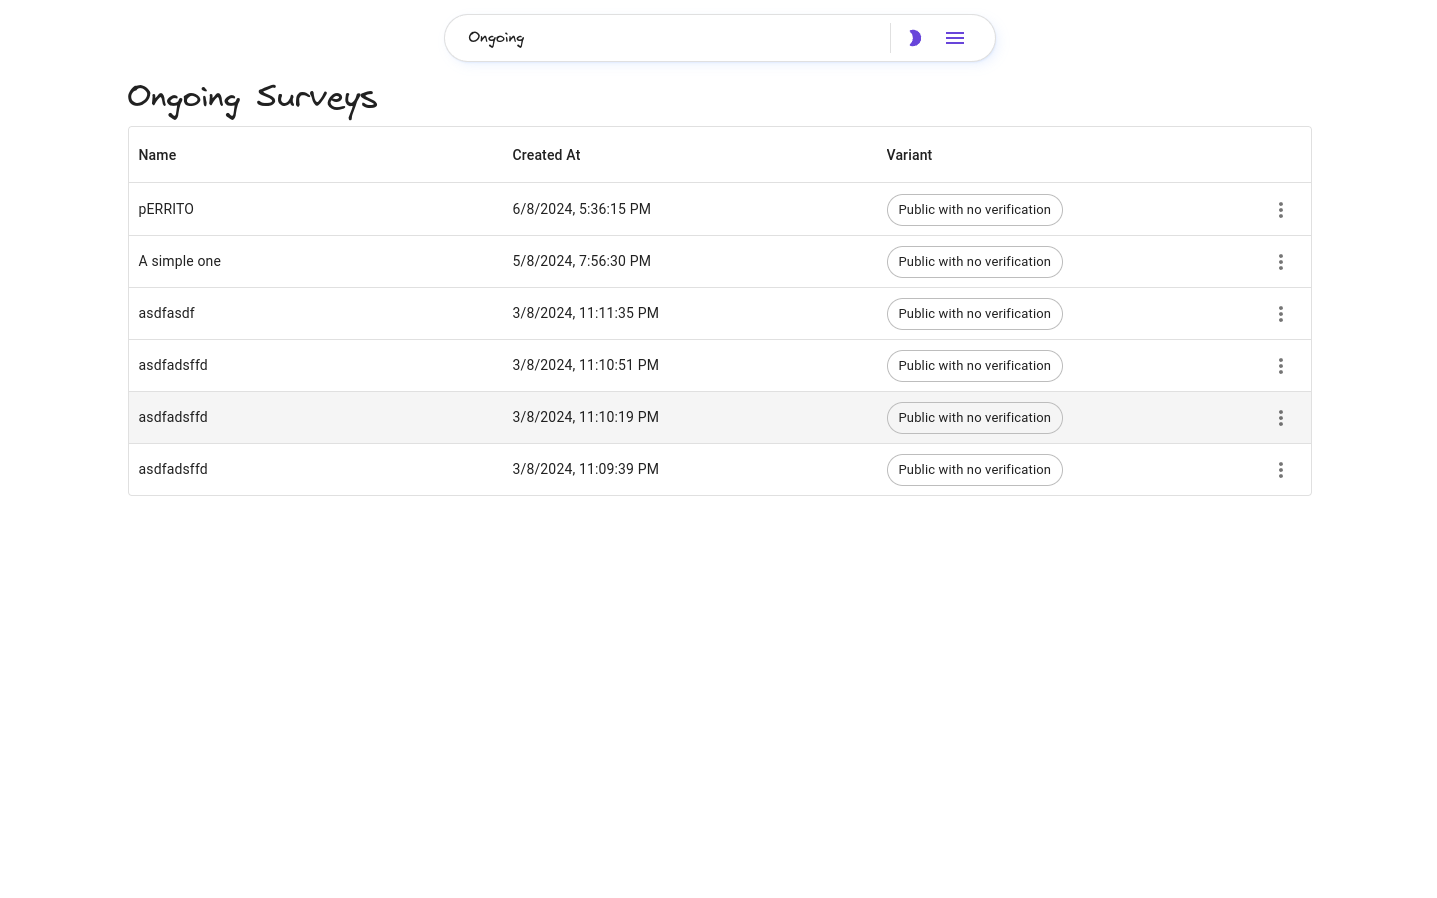 Ongoing
Ongoing Surveys
Name Created At Variant
pERRITO 6/8/2024, 5:36:15 PM Public with no verification
A simple one 5/8/2024, 7:56:30 PM Public with no verification
asdfasdf 3/8/2024, 11:11:35 PM Public with no verification
asdfadsffd 3/8/2024, 11:10:51 PM Public with no verification
asdfadsffd 3/8/2024, 11:10:19 PM Public with no verification
asdfadsffd 3/8/2024, 11:09:39 PM Public with no verification